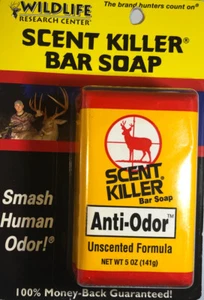 WILDLIFE
RESEARCH CENTER®
The brand hunters count on®
SCENT KILLER®
BAR SOAP
SCENT
KILLER®
Bar Soap
Anti-Odor™
Unscented Formula
NET WT 5 OZ (141g)
Smash
Human
Odor!®
100% Money-Back Guaranteed!